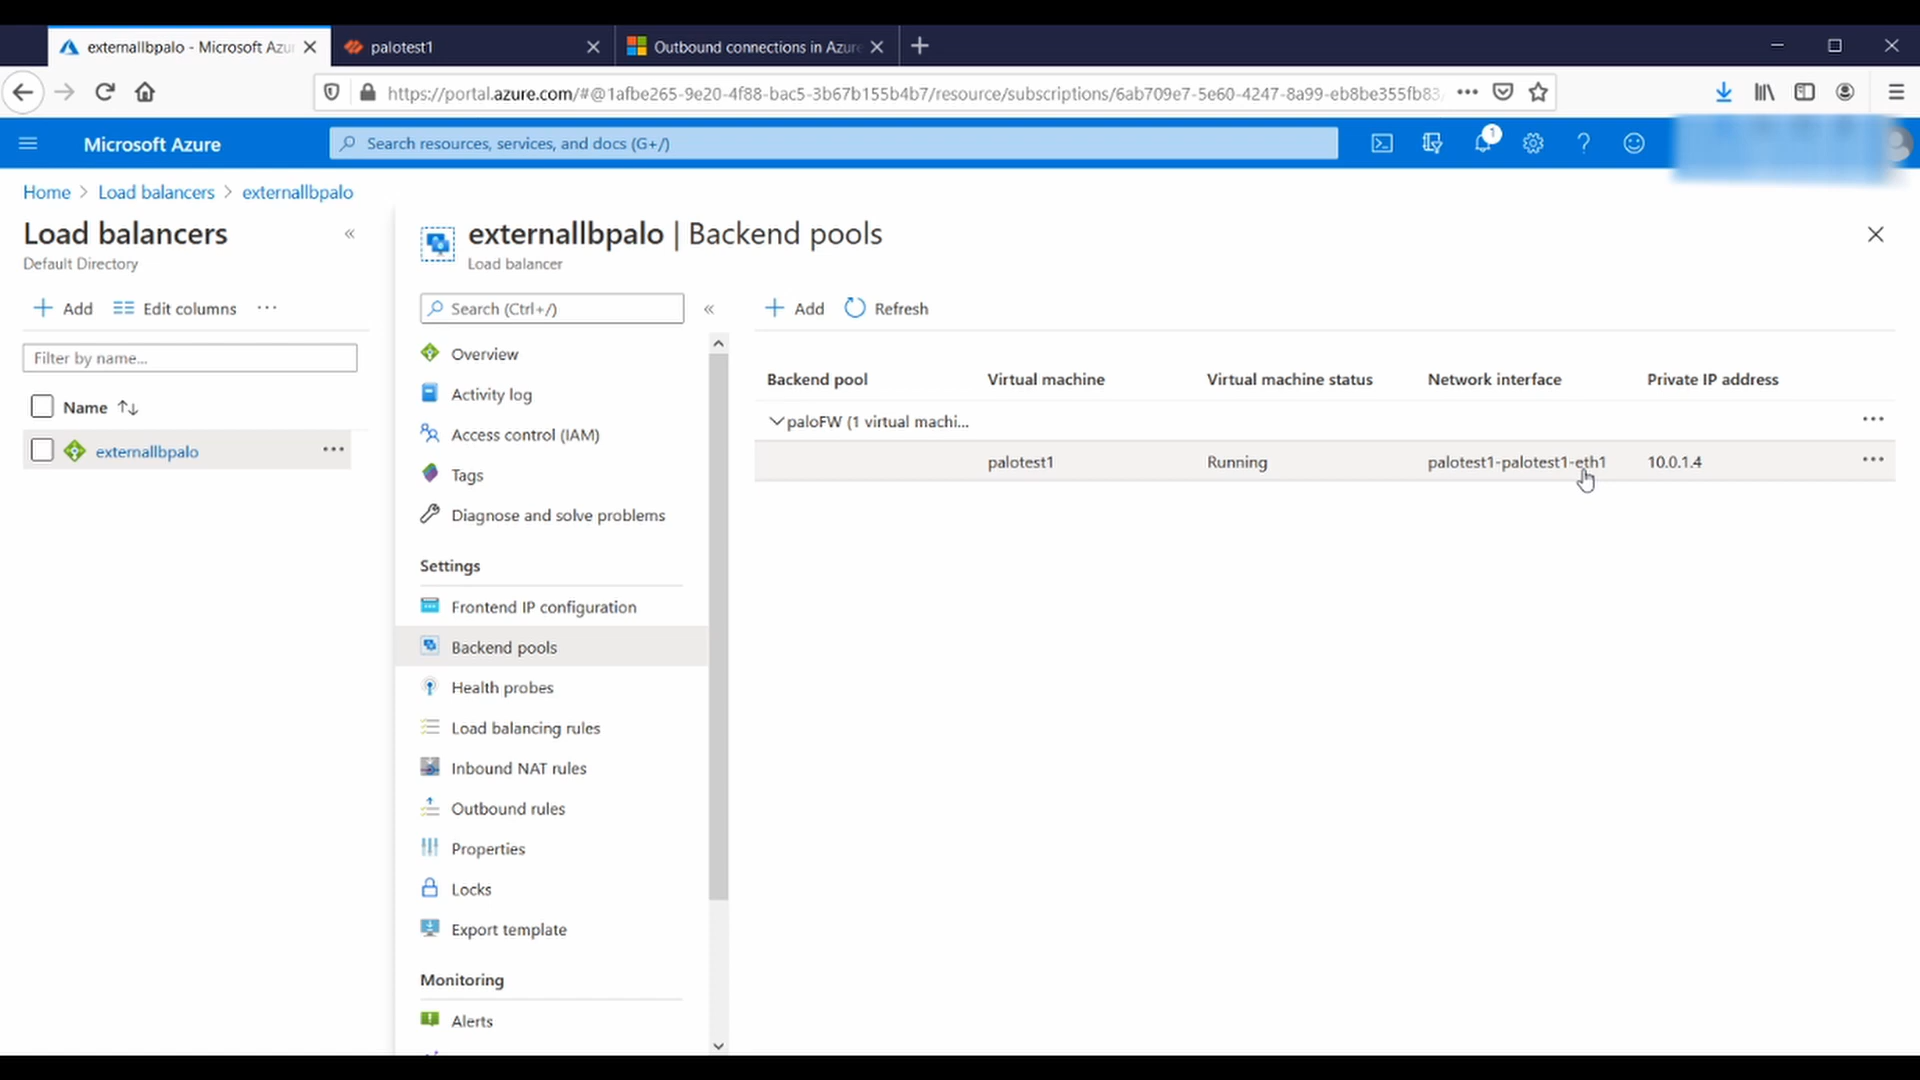 externallbpalo - Microsoft Azu
palotest1
Outbound connections in Azure
https://portal.azure.com/#@1afbe265-9e20-4f88-bac5-3b67b155b4b7/resource/subscriptions/6ab709e7-5e60-4247-8a99-eb8be355fb83/
Microsoft Azure
Search resources, services, and docs (G+/)
1
Home > Load balancers > externallbpalo
Load balancers
Default Directory
Add
Edit columns
Filter by name...
Name
externallbpalo
externallbpalo | Backend pools
Load balancer
Search (Ctrl+/)
Overview
Activity log
Access control (IAM)
Tags
Diagnose and solve problems
Settings
Frontend IP configuration
Backend pools
Health probes
Load balancing rules
Inbound NAT rules
Outbound rules
Properties
Locks
Export template
Monitoring
Alerts
Add
Refresh
Backend pool Virtual machine Virtual machine status Network interface Private IP address
paloFW (1 virtual machi...
palotest1 Running palotest1-palotest1-eth1 10.0.1.4